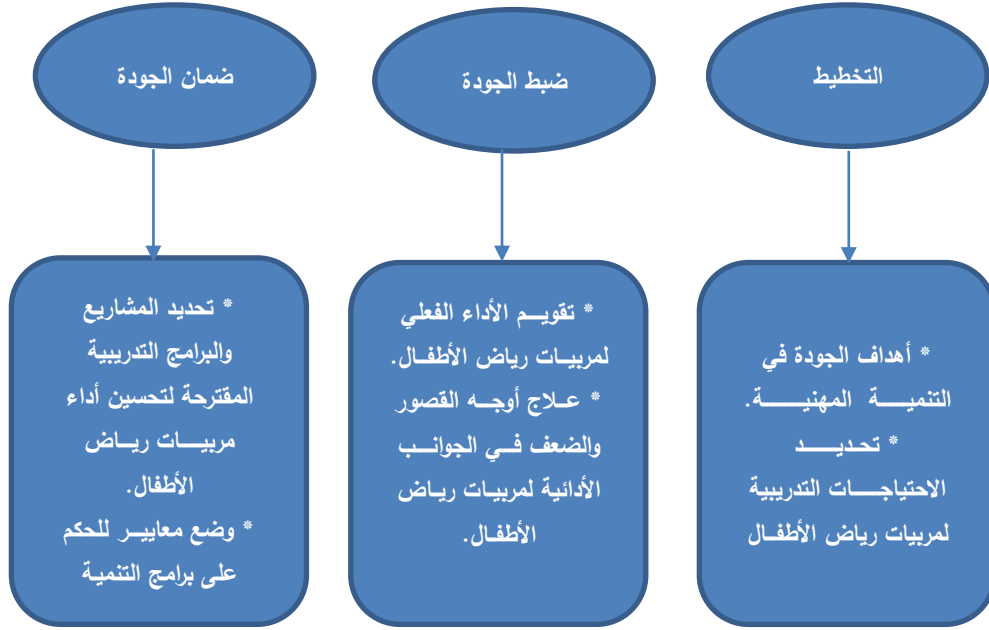 التخطيط
ضبط الجودة
ضمان الجودة
* أهداف الجودة في
التنمية المهنية.
* تحديد
الاحتياجات التدريبية
لمربيات رياض الأطفال
* تقويم الأداء الفعلي
لمربيات رياض الأطفال.
* علاج أوجه القصور
والضعف في الجوانب
الأدائية لمربيات رياض
الأطفال.
* تحديد المشاريع
والبرامج التدريبية
المقترحة لتحسين أداء
مربيات رياض
الأطفال.
* وضع معايير للحكم
على برامج التنمية